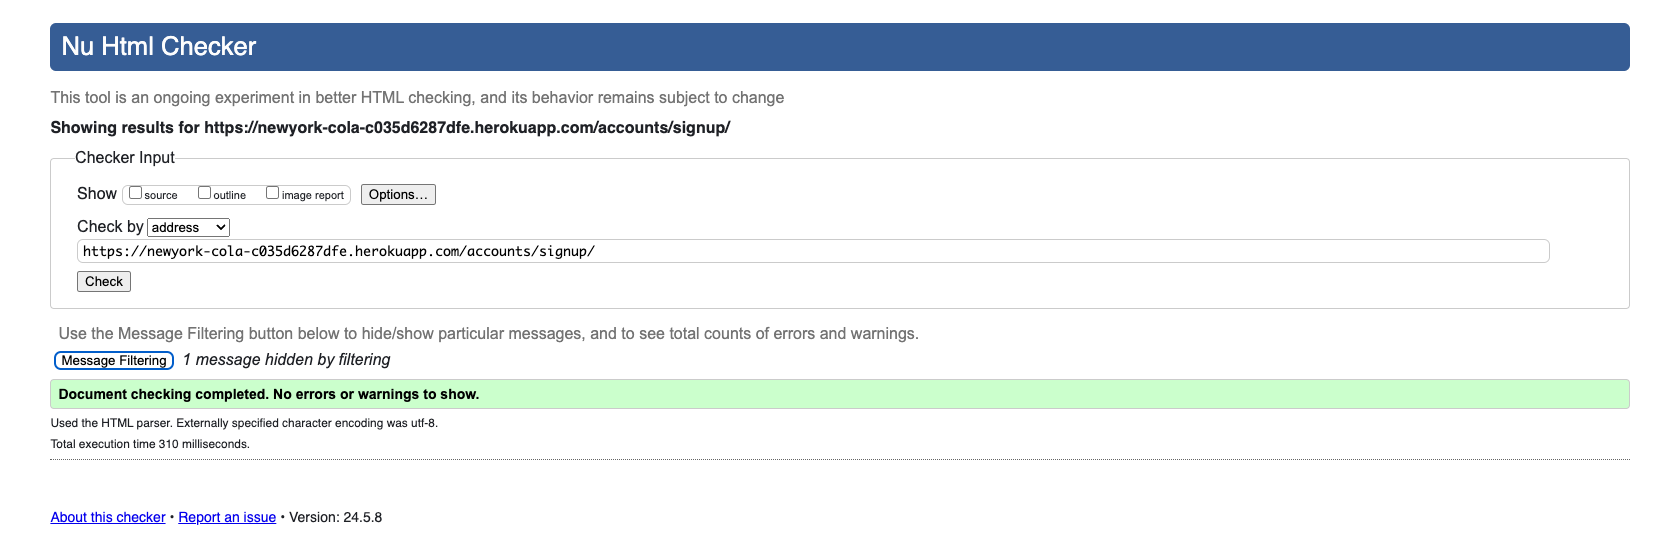 Nu Html Checker
This tool is an ongoing experiment in better HTML checking, and its behavior remains subject to change
Showing results for https://newyork-cola-c035d6287dfe.herokuapp.com/accounts/signup/
Checker Input
Show source outline image report Options...
Check by address
https://newyork-cola-c035d6287dfe.herokuapp.com/accounts/signup/
Check
Use the Message Filtering button below to hide/show particular messages, and to see total counts of errors and warnings.
Message Filtering 1 message hidden by filtering
Document checking completed. No errors or warnings to show.
Used the HTML parser. Externally specified character encoding was utf-8.
Total execution time 310 milliseconds.
About this checker • Report an issue • Version: 24.5.8